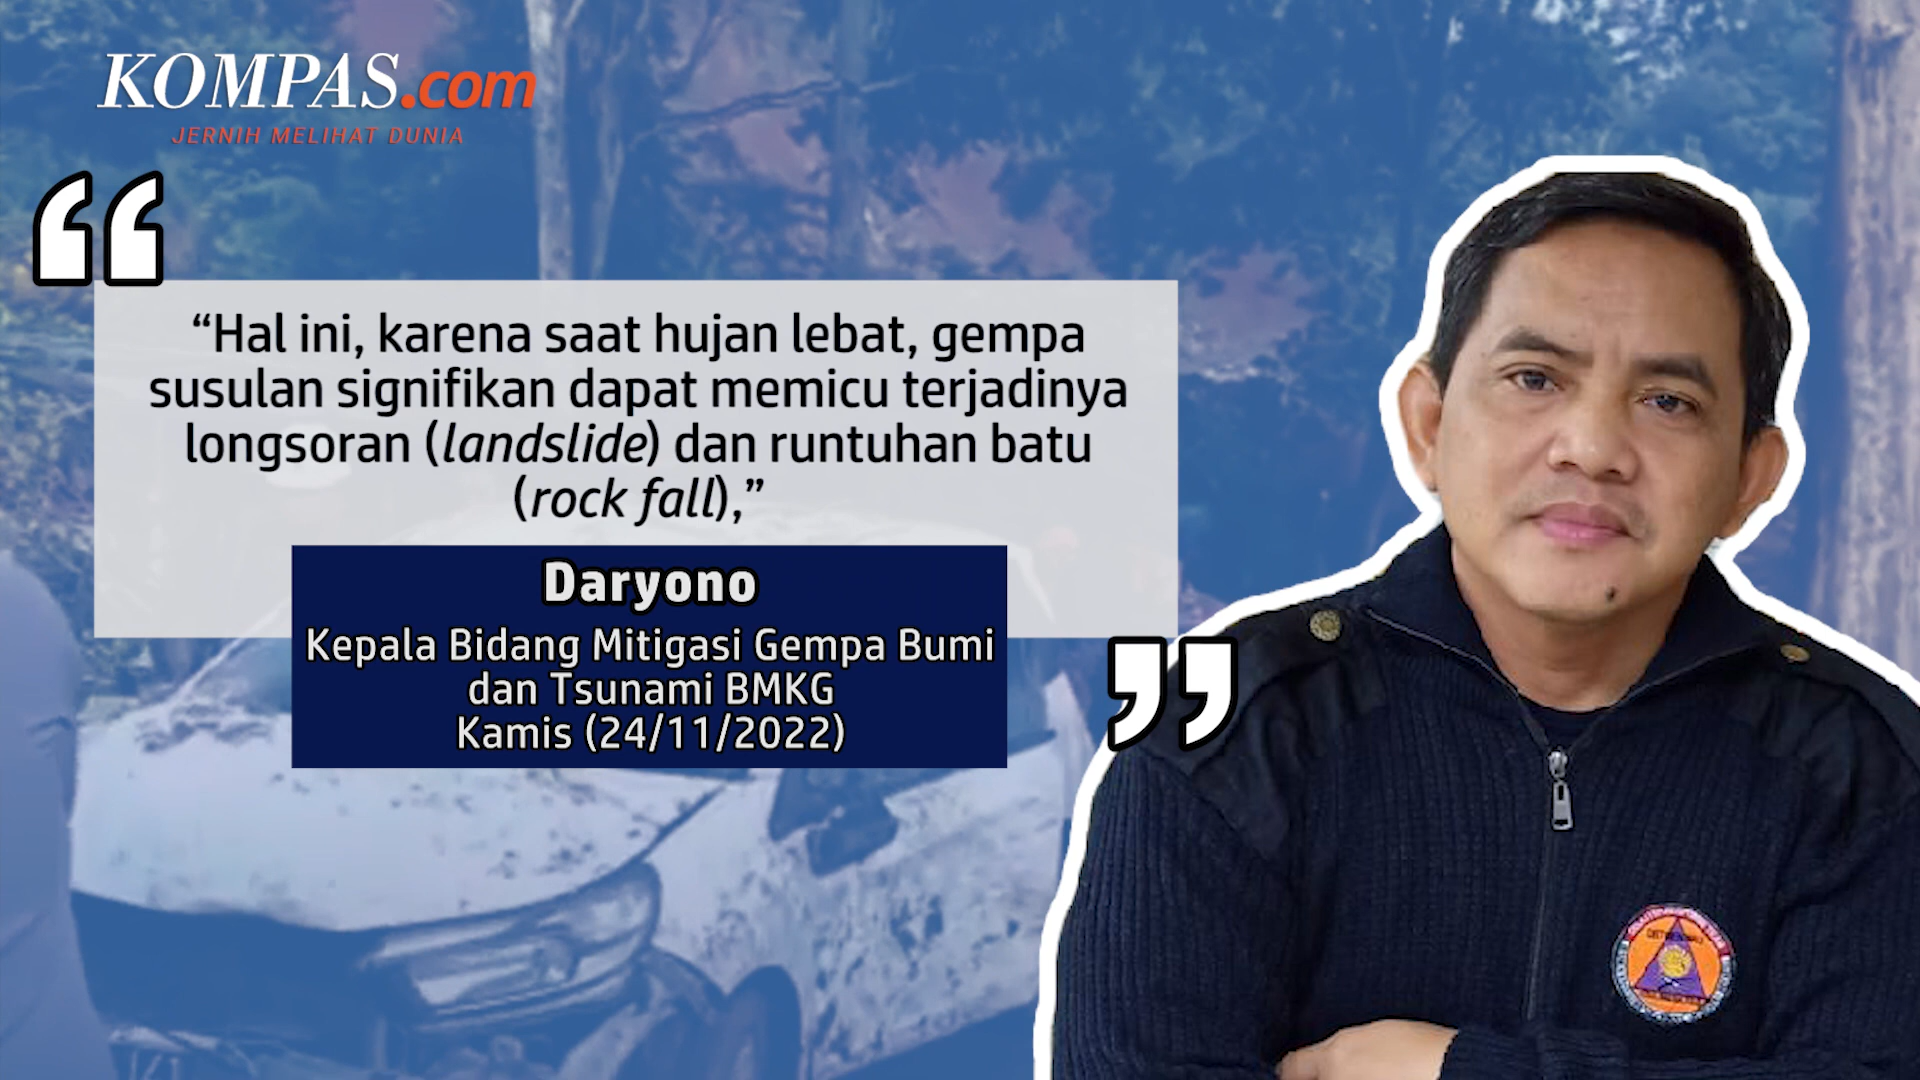 KOMPAS.com
JERNIH MELIHAT DUNIA
“Hal ini, karena saat hujan lebat, gempa
susulan signifikan dapat memicu terjadinya
longsoran (landslide) dan runtuhan batu
(rock fall),”
Daryono
Kepala Bidang Mitigasi Gempa Bumi
dan Tsunami BMKG
Kamis (24/11/2022)